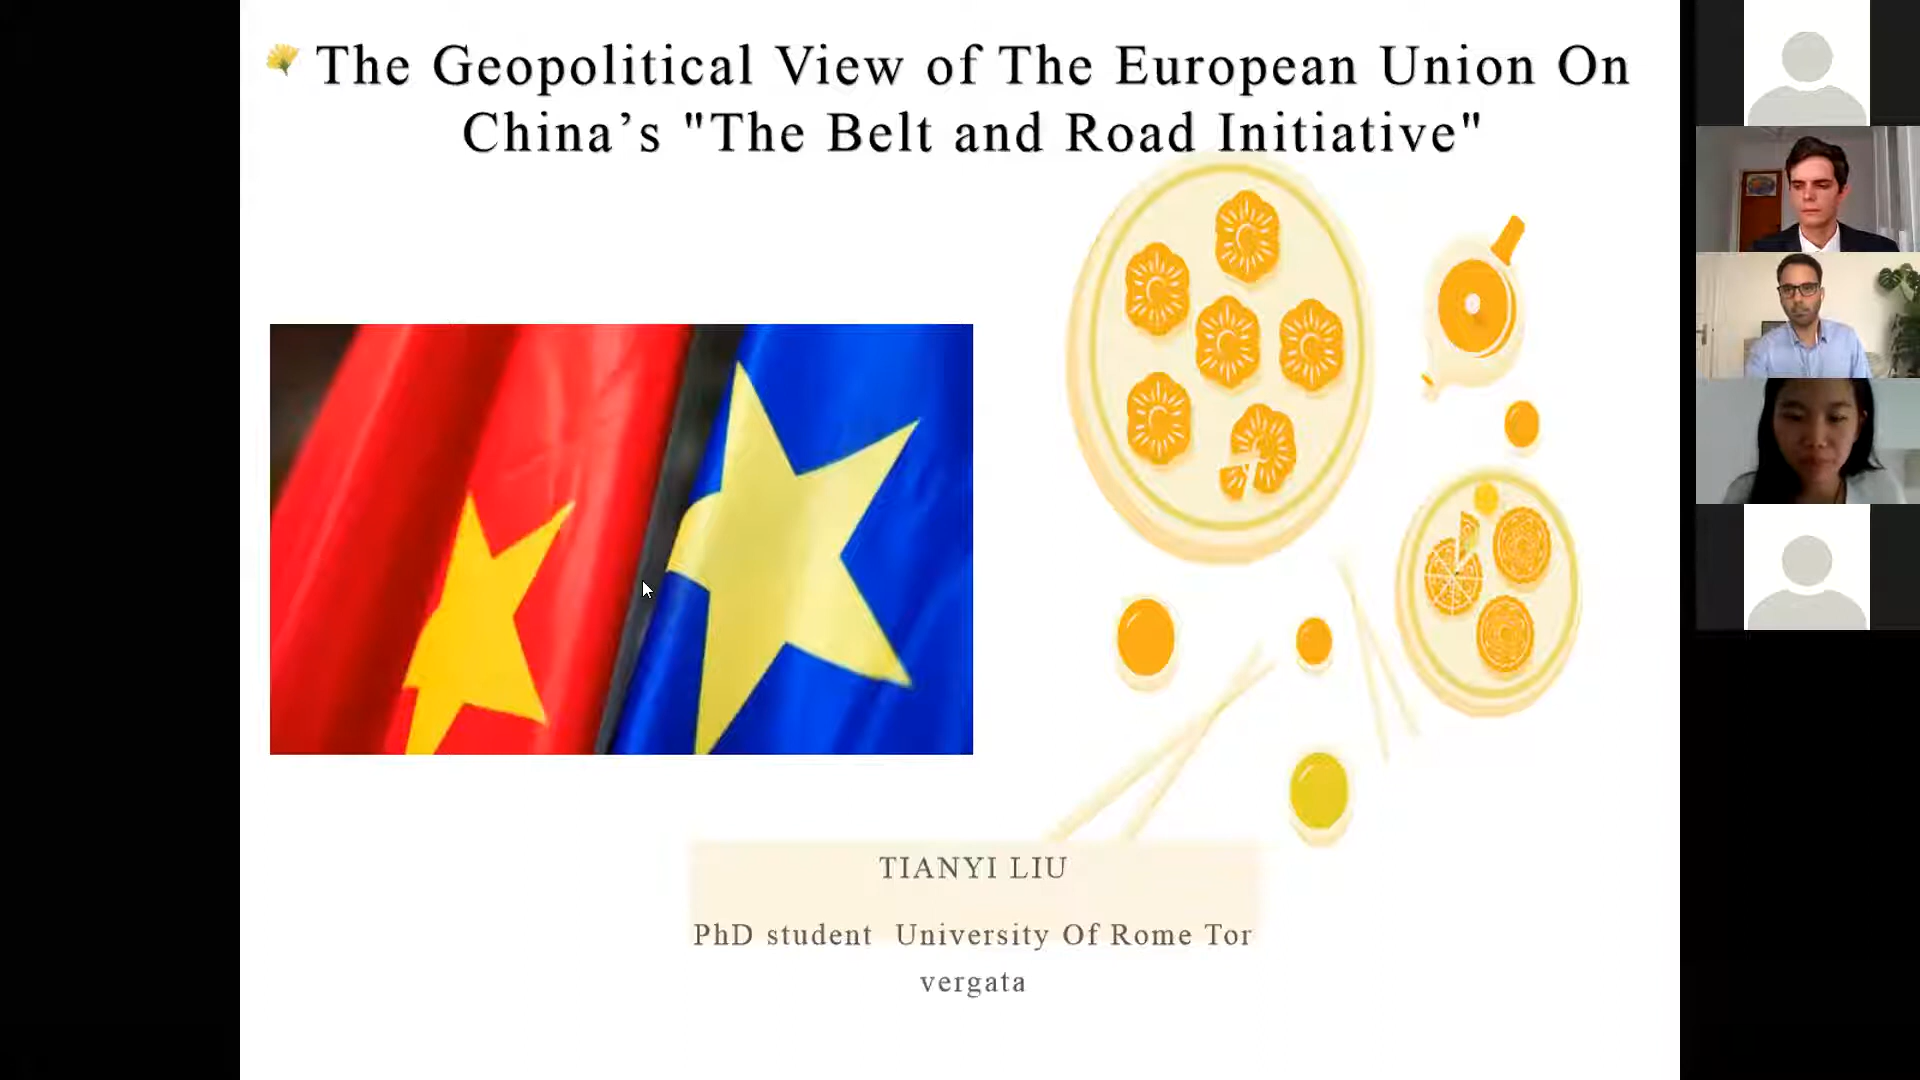 The Geopolitical View of The European Union On
China’s "The Belt and Road Initiative"
TIANYI LIU
PhD student University Of Rome Tor
vergata